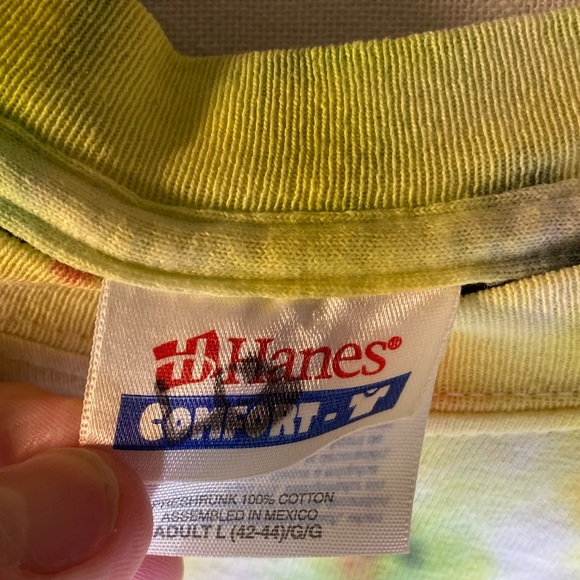 Hanes®
COMFORT-
PRESHRUNK 100% COTTON
ASSEMBLED IN MEXICO
ADULT L (42-44)/G/G